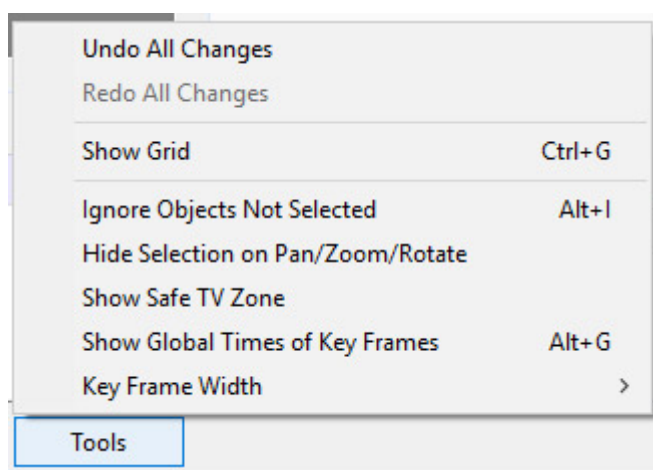 Undo All Changes
Redo All Changes
Show Grid Ctrl+G
Ignore Objects Not Selected Alt+I
Hide Selection on Pan/Zoom/Rotate
Show Safe TV Zone
Show Global Times of Key Frames Alt+G
Key Frame Width >
Tools